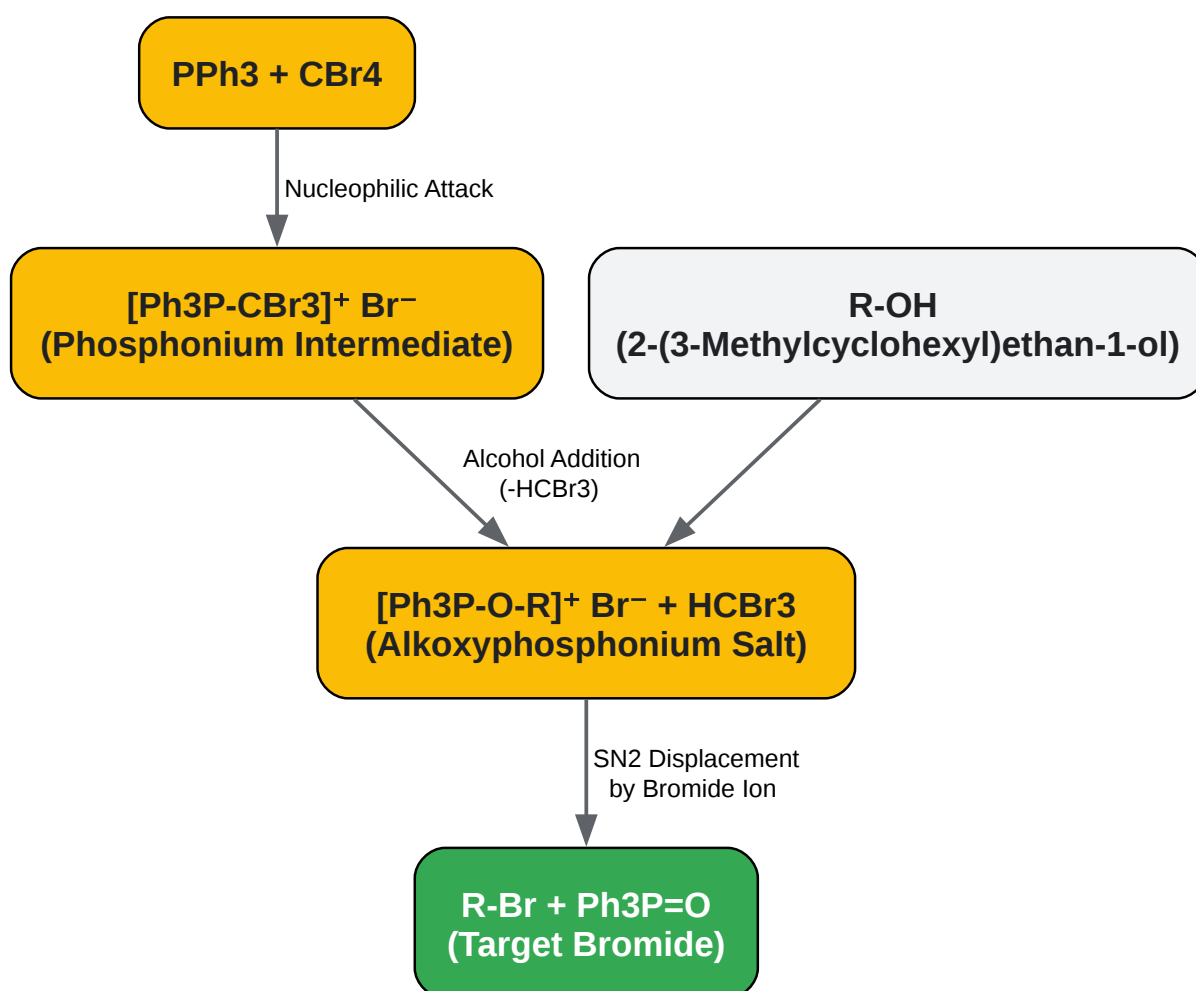 PPh3 + CBr4
Nucleophilic Attack
[Ph3P-CBr3]⁺ Br⁻
(Phosphonium Intermediate)
R-OH
(2-(3-Methylcyclohexyl)ethan-1-ol)
Alcohol Addition
(-HCBr3)
[Ph3P-O-R]⁺ Br⁻ + HCBr3
(Alkoxyphosphonium Salt)
SN2 Displacement
by Bromide Ion
R-Br + Ph3P=O
(Target Bromide)